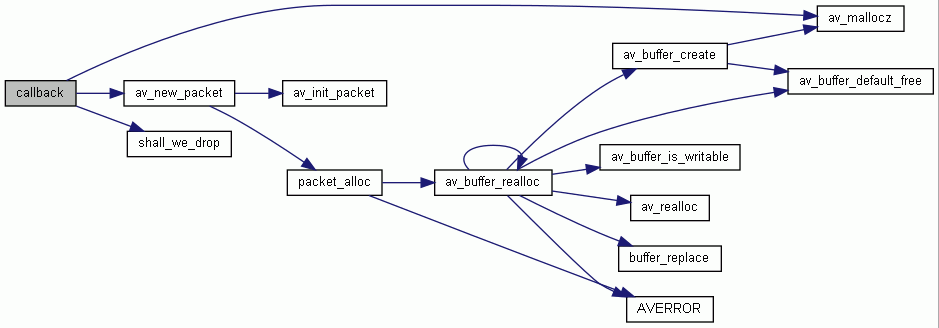 av_mallocz
av_buffer_create
callback
av_new_packet
av_init_packet
av_buffer_default_free
shall_we_drop
av_buffer_is_writable
packet_alloc
av_buffer_realloc
av_realloc
buffer_replace
AVERROR